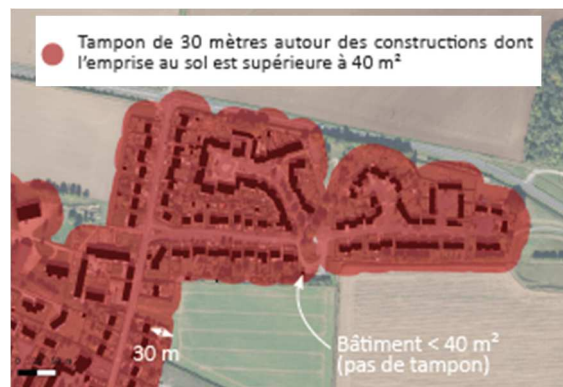 Tampon de 30 mètres autour des constructions dont
l'emprise au sol est supérieure à 40 m²
30 m
Bâtiment < 40 m²
(pas de tampon)